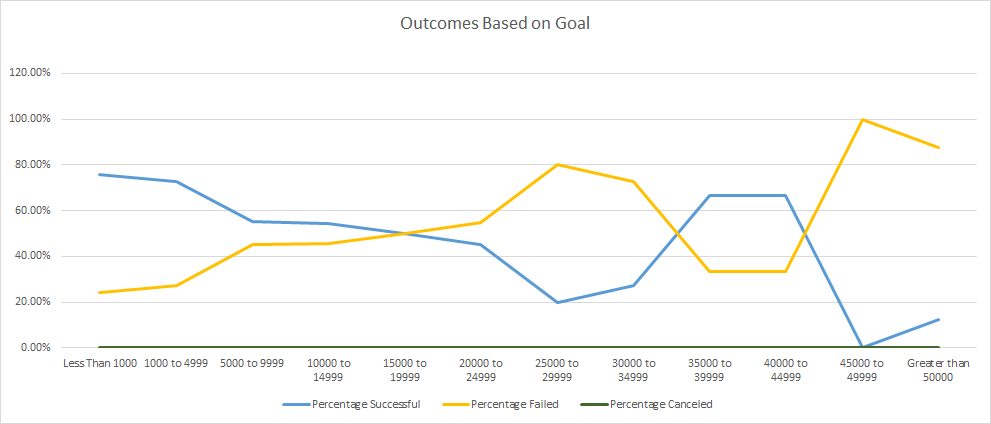 Outcomes Based on Goal
120.00%
100.00%
80.00%
60.00%
40.00%
20.00%
0.00%
Less Than 1000 1000 to 4999 5000 to 9999 10000 to 15000 to 20000 to 25000 to 30000 to 35000 to 40000 to 45000 to Greater than
14999 19999 24999 29999 34999 39999 44999 49999 50000
Percentage Successful Percentage Failed Percentage Canceled